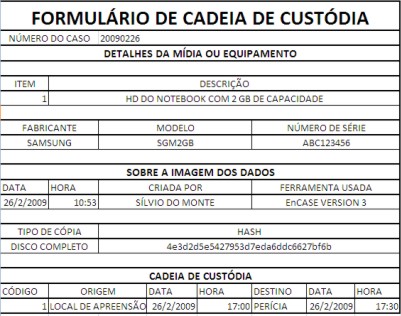 FORMULÁRIO DE CADEIA DE CUSTÓDIA
NÚMERO DO CASO 20090226
DETALHES DA MÍDIA OU EQUIPAMENTO
ITEM DESCRIÇÃO
1 HD DO NOTEBOOK COM 2 GB DE CAPACIDADE
FABRICANTE MODELO NÚMERO DE SÉRIE
SAMSUNG SGM2GB ABC123456
SOBRE A IMAGEM DOS DADOS
DATA HORA CRIADA POR FERRAMENTA USADA
26/2/2009 10:53 SÍLVIO DO MONTE EnCASE VERSION 3
TIPO DE CÓPIA HASH
DISCO COMPLETO 4e3d2d5e5427953d7eda6ddc6627bf6b
CADEIA DE CUSTÓDIA
CÓDIGO ORIGEM DATA HORA DESTINO DATA HORA
1 LOCAL DE APREENSÃO 26/2/2009 17:00 PERÍCIA 26/2/2009 17:30